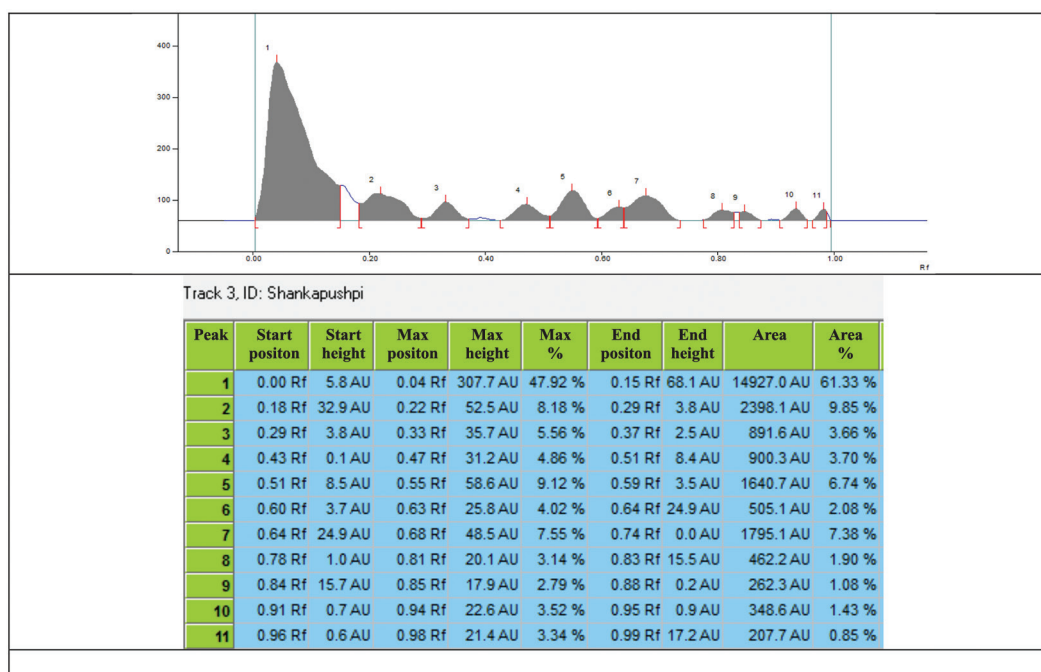 400
300
200
100
0
1
2
3
4
5
6
7
8
9
10
11
0.00 0.20 0.40 0.60 0.80 1.00
Rf
Track 3, ID: Shankapushpi
Peak Start positon Start height Max positon Max height Max % End positon End height Area Area %
1 0.00 Rf 5.8 AU 0.04 Rf 307.7 AU 47.92 % 0.15 Rf 68.1 AU 14927.0 AU 61.33 %
2 0.18 Rf 32.9 AU 0.22 Rf 52.5 AU 8.18 % 0.29 Rf 3.8 AU 2398.1 AU 9.85 %
3 0.29 Rf 3.8 AU 0.33 Rf 35.7 AU 5.56 % 0.37 Rf 2.5 AU 891.6 AU 3.66 %
4 0.43 Rf 0.1 AU 0.47 Rf 31.2 AU 4.86 % 0.51 Rf 8.4 AU 900.3 AU 3.70 %
5 0.51 Rf 8.5 AU 0.55 Rf 58.6 AU 9.12 % 0.59 Rf 3.5 AU 1640.7 AU 6.74 %
6 0.60 Rf 3.7 AU 0.63 Rf 25.8 AU 4.02 % 0.64 Rf 24.9 AU 505.1 AU 2.08 %
7 0.64 Rf 24.9 AU 0.68 Rf 48.5 AU 7.55 % 0.74 Rf 0.0 AU 1795.1 AU 7.38 %
8 0.78 Rf 1.0 AU 0.81 Rf 20.1 AU 3.14 % 0.83 Rf 15.5 AU 462.2 AU 1.90 %
9 0.84 Rf 15.7 AU 0.85 Rf 17.9 AU 2.79 % 0.88 Rf 0.2 AU 262.3 AU 1.08 %
10 0.91 Rf 0.7 AU 0.94 Rf 22.6 AU 3.52 % 0.95 Rf 0.9 AU 348.6 AU 1.43 %
11 0.96 Rf 0.6 AU 0.98 Rf 21.4 AU 3.34 % 0.99 Rf 17.2 AU 207.7 AU 0.85 %